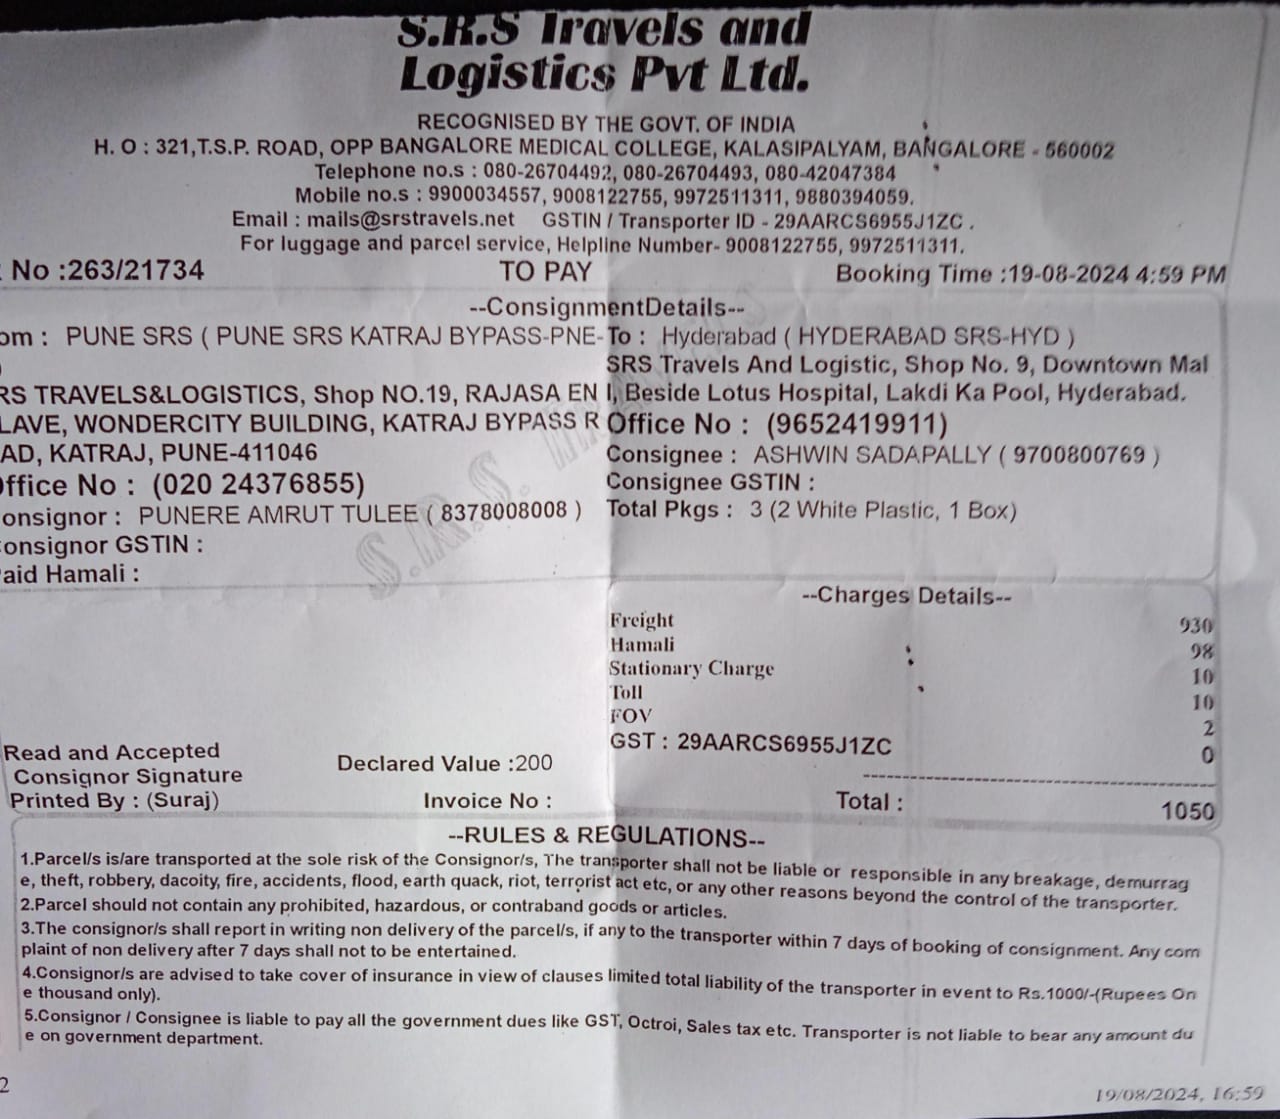 S.R.S Travels and
Logistics Pvt Ltd.
RECOGNISED BY THE GOVT. OF INDIA
H. O : 321,T.S.P. ROAD, OPP BANGALORE MEDICAL COLLEGE, KALASIPALYAM, BANGALORE - 560002
Telephone no.s : 080-26704492, 080-26704493, 080-42047384
Mobile no.s : 9900034557, 9008122755, 9972511311, 9880394059.
Email : mails@srstravels.net GSTIN / Transporter ID - 29AARCS6955J1ZC .
For luggage and parcel service, Helpline Number- 9008122755, 9972511311.
No :263/21734 TO PAY Booking Time :19-08-2024 4:59 PM
--ConsignmentDetails--
om : PUNE SRS ( PUNE SRS KATRAJ BYPASS-PNE-
)
RS TRAVELS&LOGISTICS, Shop NO.19, RAJASA EN
LAVE, WONDERCITY BUILDING, KATRAJ BYPASS R
AD, KATRAJ, PUNE-411046
Office No : (020 24376855)
onsignor : PUNERE AMRUT TULEE ( 8378008008 )
onsignor GSTIN :
aid Hamali :
To : Hyderabad ( HYDERABAD SRS-HYD )
SRS Travels And Logistic, Shop No. 9, Downtown Mal
l, Beside Lotus Hospital, Lakdi Ka Pool, Hyderabad.
Office No : (9652419911)
Consignee : ASHWIN SADAPALLY ( 9700800769 )
Consignee GSTIN :
Total Pkgs : 3 (2 White Plastic, 1 Box)
S.R.S.
--Charges Details--
Freight 930
Hamali : 98
Stationary Charge 10
Toll 10
FOV 2
GST : 29AARCS6955J1ZC 0
Total : 1050
Read and Accepted
Consignor Signature
Printed By : (Suraj)
Declared Value :200
Invoice No :
--RULES & REGULATIONS--
1.Parcel/s is/are transported at the sole risk of the Consignor/s, The transporter shall not be liable or responsible in any breakage, demurrag
e, theft, robbery, dacoity, fire, accidents, flood, earth quack, riot, terrorist act etc, or any other reasons beyond the control of the transporter.
2.Parcel should not contain any prohibited, hazardous, or contraband goods or articles.
3.The consignor/s shall report in writing non delivery of the parcel/s, if any to the transporter within 7 days of booking of consignment. Any com
plaint of non delivery after 7 days shall not to be entertained.
4.Consignor/s are advised to take cover of insurance in view of clauses limited total liability of the transporter in event to Rs.1000/-(Rupees On
e thousand only).
5.Consignor / Consignee is liable to pay all the government dues like GST, Octroi, Sales tax etc. Transporter is not liable to bear any amount du
e on government department.
2
19/08/2024, 16:59